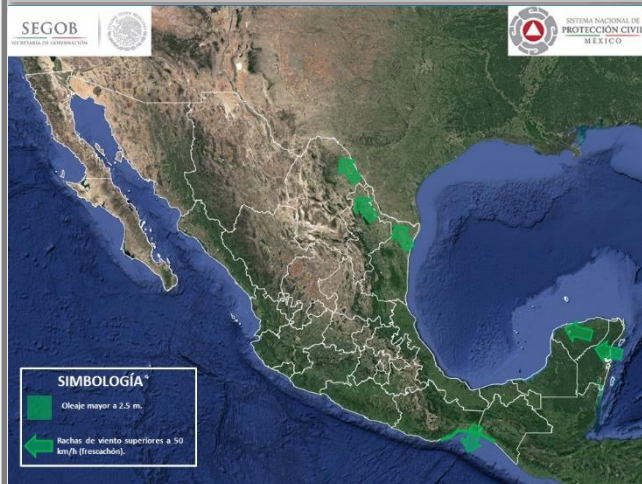 SEGOB
SECRETARÍA DE GOBERNACIÓN
SISTEMA NACIONAL DE
PROTECCIÓN CIVIL
MÉXICO
SIMBOLOGÍA
Oleaje mayor a 2.5 m.
Rachas de viento superiores a 50
km/h (frescachón).